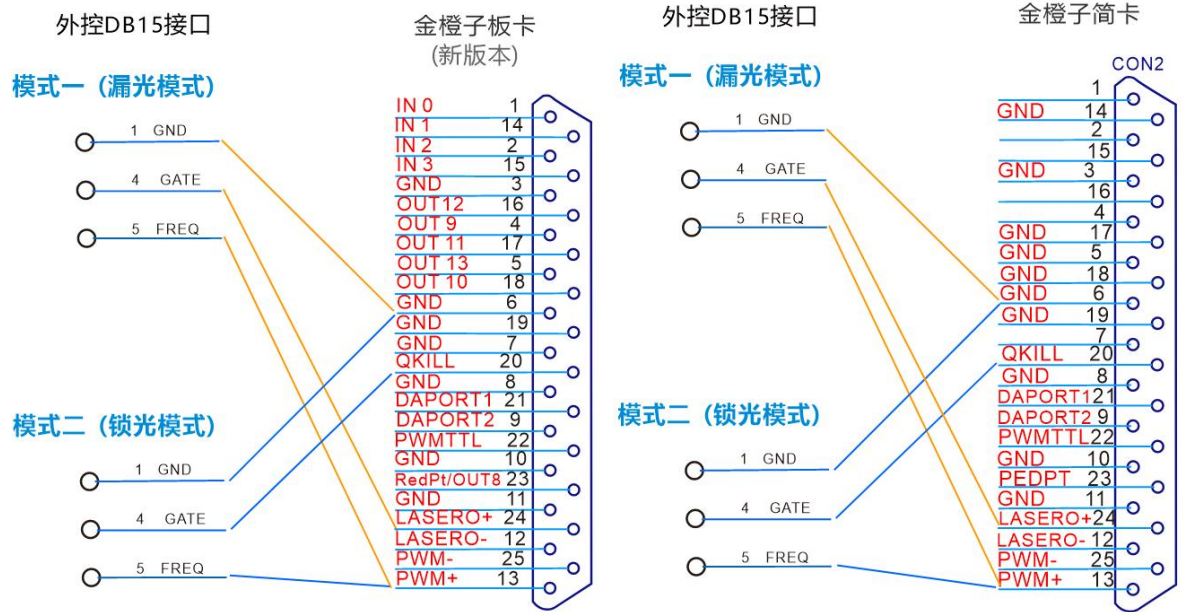 外控DB15接口
金橙子板卡
(新版本)
模式一（漏光模式）
1 GND
4 GATE
5 FREQ
模式二（锁光模式）
1 GND
4 GATE
5 FREQ
IN 0 1
IN 1 14
IN 2 2
IN 3 15
GND 3
OUT12 16
OUT 9 4
OUT 11 17
OUT 13 5
OUT 10 18
GND 6
GND 19
GND 7
QKILL 20
GND 8
DAPORT1 21
DAPORT2 9
PWMTTL 22
GND 10
RedPt/OUT8 23
GND 11
LASERO+ 24
LASERO- 12
PWM- 25
PWM+ 13
外控DB15接口
金橙子简卡
CON2
模式一（漏光模式）
1 GND
4 GATE
5 FREQ
模式二（锁光模式）
1 GND
4 GATE
5 FREQ
1
GND 14
2
15
GND 3
16
4
GND 17
GND 5
GND 18
GND 6
GND 19
7
QKILL 20
GND 8
DAPORT1 21
DAPORT2 9
PWMTTL 22
GND 10
PEDPT 23
GND 11
LASERO+ 24
LASERO- 12
PWM- 25
PWM+ 13